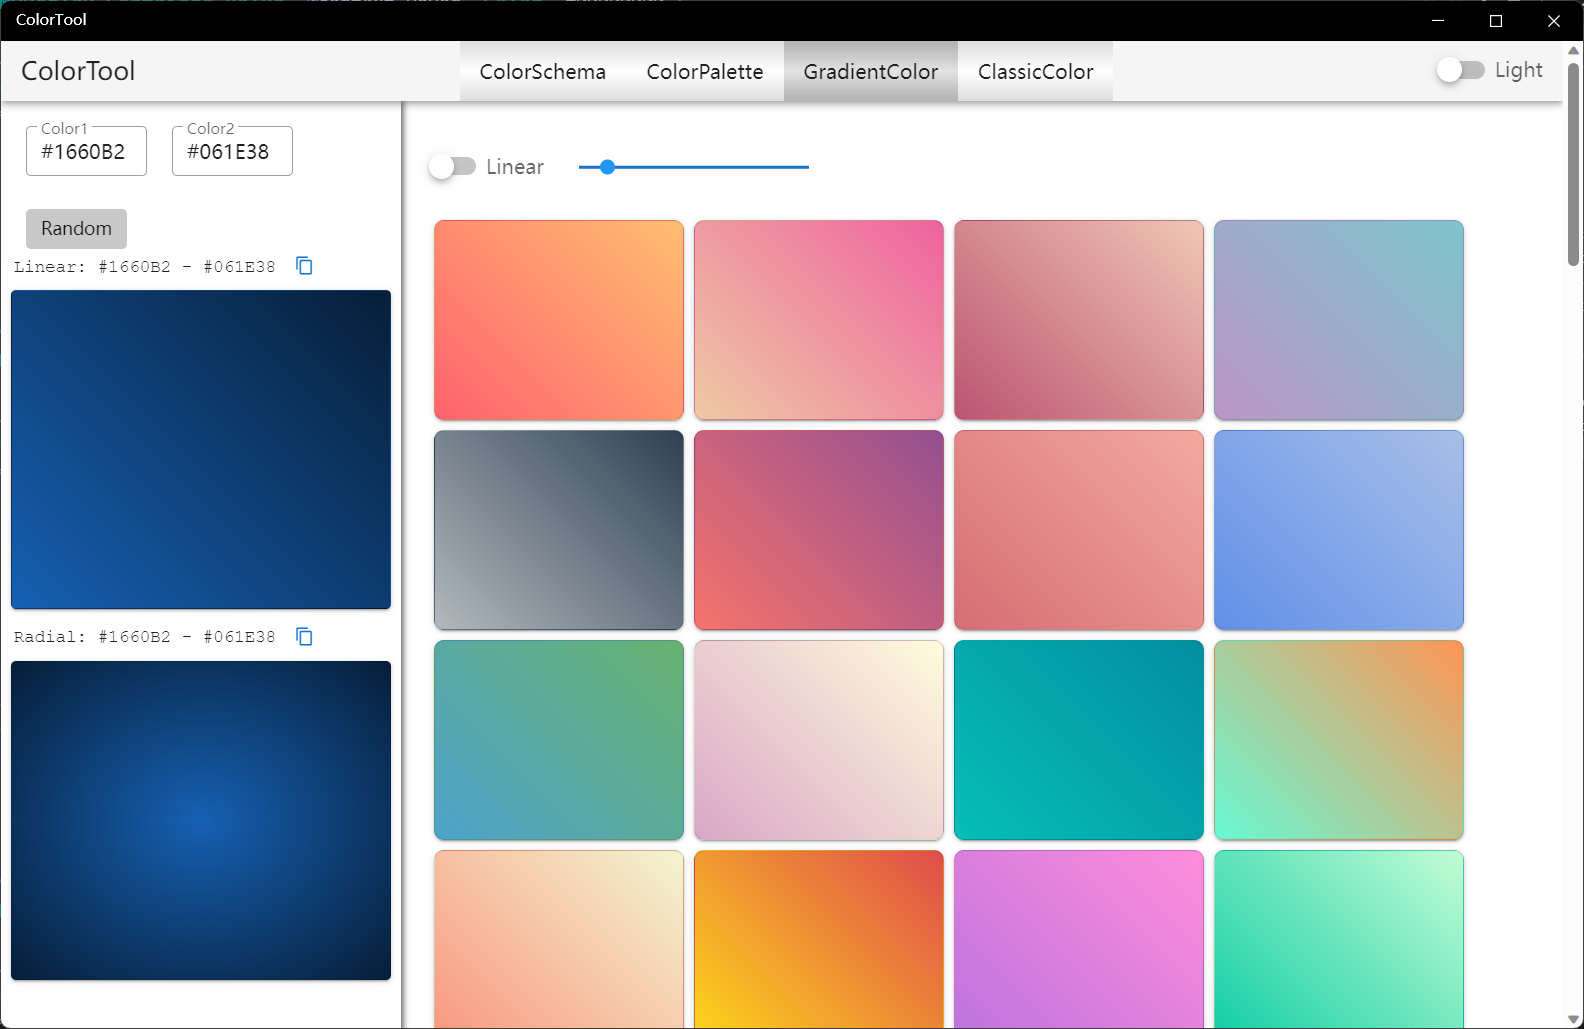 ColorTool
ColorTool
ColorSchema ColorPalette GradientColor ClassicColor
Light
Color1
#1660B2
Color2
#061E38
Random
Linear: #1660B2 - #061E38
Radial: #1660B2 - #061E38
Linear